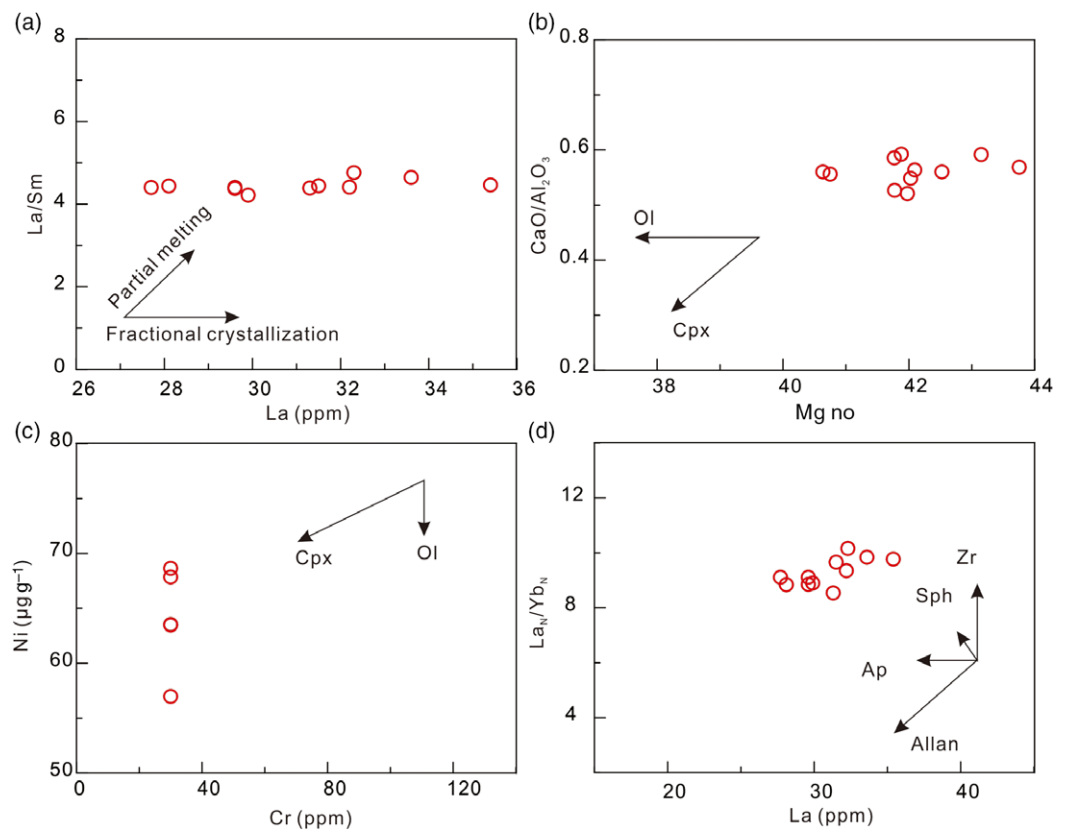 (a)
8
6
4
2
0
La/Sm
Partial melting
Fractional crystallization
26
28
30
32
34
36
La (ppm)
(b)
0.8
0.6
0.4
0.2
CaO/Al₂O₃
Ol
Cpx
38
40
42
44
Mg no
(c)
80
70
60
50
Ni (µg g⁻¹)
Cpx
Ol
0
40
80
120
Cr (ppm)
(d)
12
8
4
Laₙ/Ybₙ
Zr
Sph
Ap
Allan
20
30
40
La (ppm)